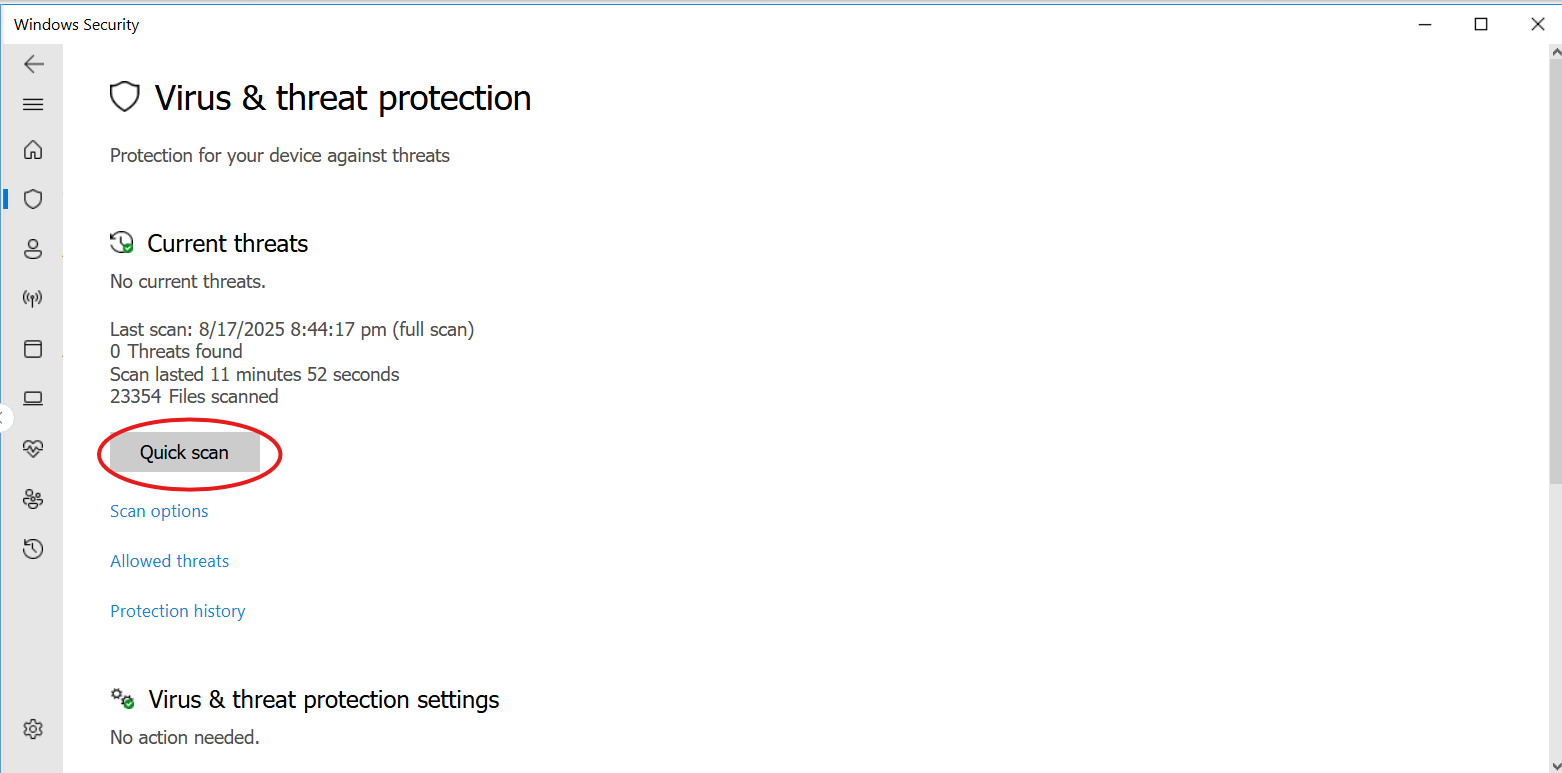 Windows Security
Virus & threat protection
Protection for your device against threats
Current threats
No current threats.
Last scan: 8/17/2025 8:44:17 pm (full scan)
0 Threats found
Scan lasted 11 minutes 52 seconds
23354 Files scanned
Quick scan
Scan options
Allowed threats
Protection history
Virus & threat protection settings
No action needed.